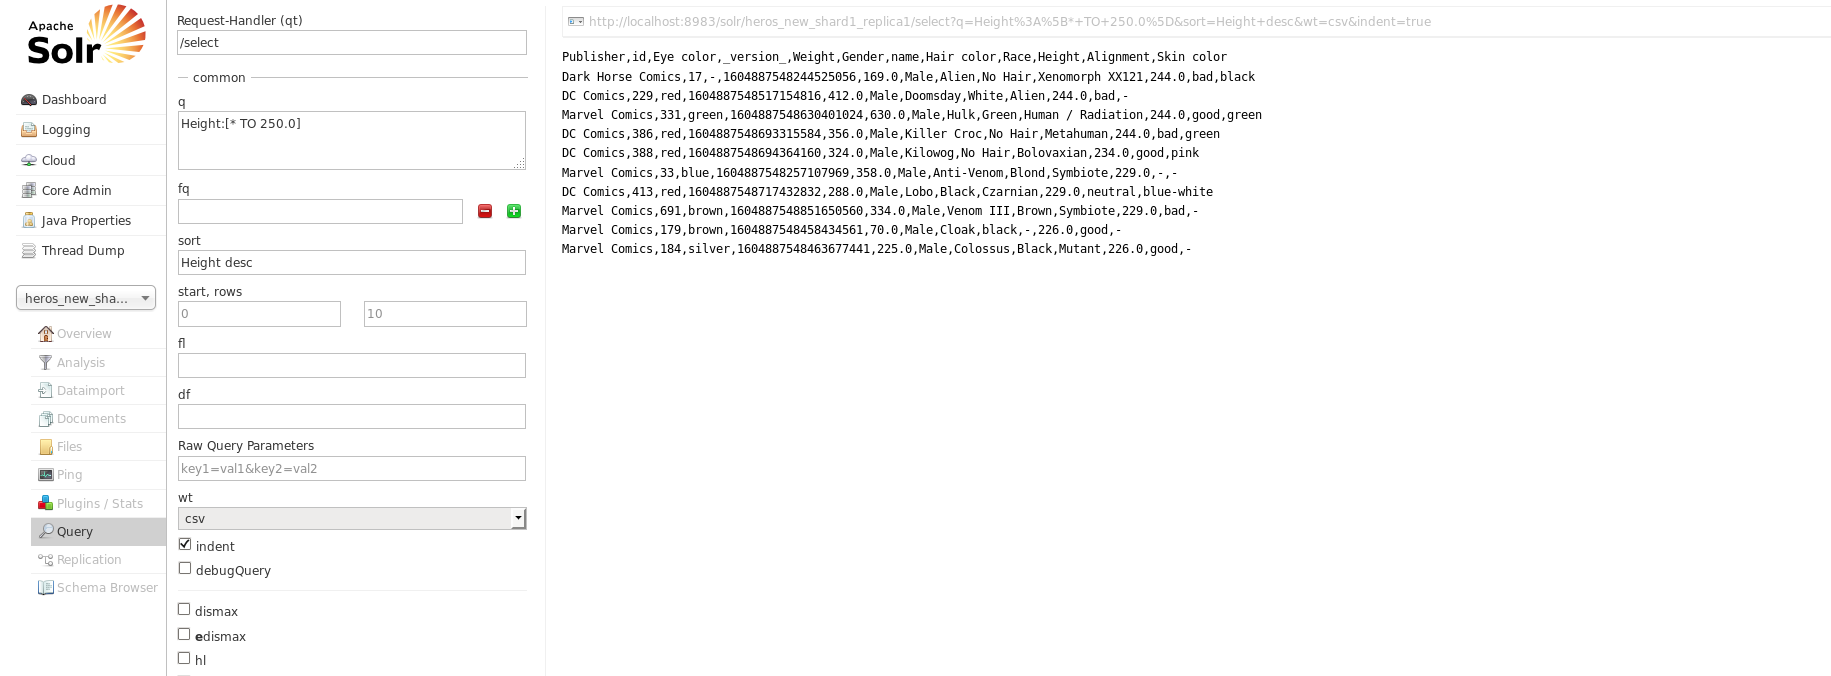 Apache
Solr
Dashboard
Logging
Cloud
Core Admin
Java Properties
Thread Dump
heros_new_sha...
Overview
Analysis
Dataimport
Documents
Files
Ping
Plugins / Stats
Query
Replication
Schema Browser
Request-Handler (qt)
/select
common
q
Height:[* TO 250.0]
fq
sort
Height desc
start, rows
0 10
fl
df
Raw Query Parameters
key1=val1&key2=val2
wt
csv
indent
debugQuery
dismax
edismax
hl
http://localhost:8983/solr/heros_new_shard1_replica1/select?q=Height%3A%5B*+TO+250.0%5D&sort=Height+desc&wt=csv&indent=true
Publisher,id,Eye color,_version_,Weight,Gender,name,Hair color,Race,Height,Alignment,Skin color
Dark Horse Comics,17,-,1604887548244525056,169.0,Male,Alien,No Hair,Xenomorph XX121,244.0,bad,black
DC Comics,229,red,1604887548517154816,412.0,Male,Doomsday,White,Alien,244.0,bad,-
Marvel Comics,331,green,1604887548630401024,630.0,Male,Hulk,Green,Human / Radiation,244.0,good,green
DC Comics,386,red,1604887548693315584,356.0,Male,Killer Croc,No Hair,Metahuman,244.0,bad,green
DC Comics,388,red,1604887548694364160,324.0,Male,Kilowog,No Hair,Bolovaxian,234.0,good,pink
Marvel Comics,33,blue,1604887548257107969,358.0,Male,Anti-Venom,Blond,Symbiote,229.0,-,-
DC Comics,413,red,1604887548717432832,288.0,Male,Lobo,Black,Czarnian,229.0,neutral,blue-white
Marvel Comics,691,brown,1604887548851650560,334.0,Male,Venom III,Brown,Symbiote,229.0,bad,-
Marvel Comics,179,brown,1604887548458434561,70.0,Male,Cloak,black,-,226.0,good,-
Marvel Comics,184,silver,1604887548463677441,225.0,Male,Colossus,Black,Mutant,226.0,good,-